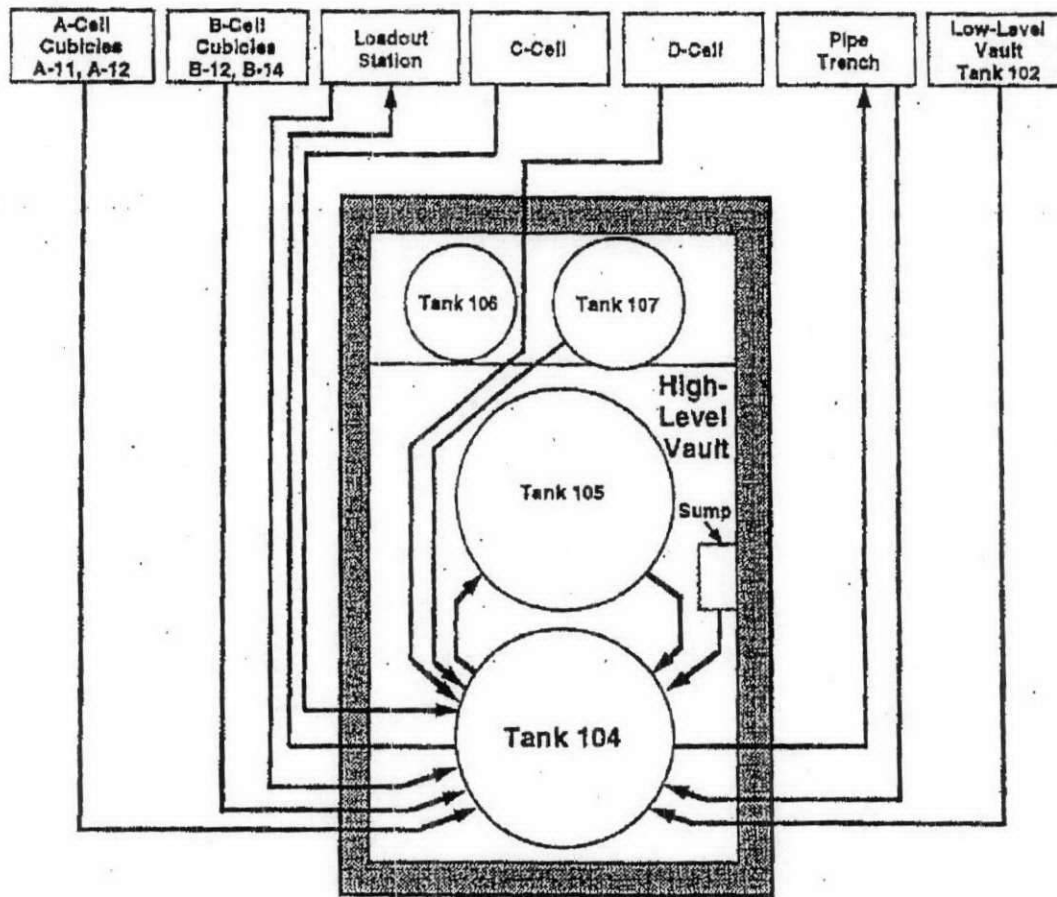 A-Cell
Cubicles
A-11, A-12
B-Cell
Cubicles
B-12, B-14
Loadout
Station
C-Cell
D-Cell
Pipe
Trench
Low-Level
Vault
Tank 102
Tank 106
Tank 107
High-
Level
Vault
Tank 105
Sump
Tank 104